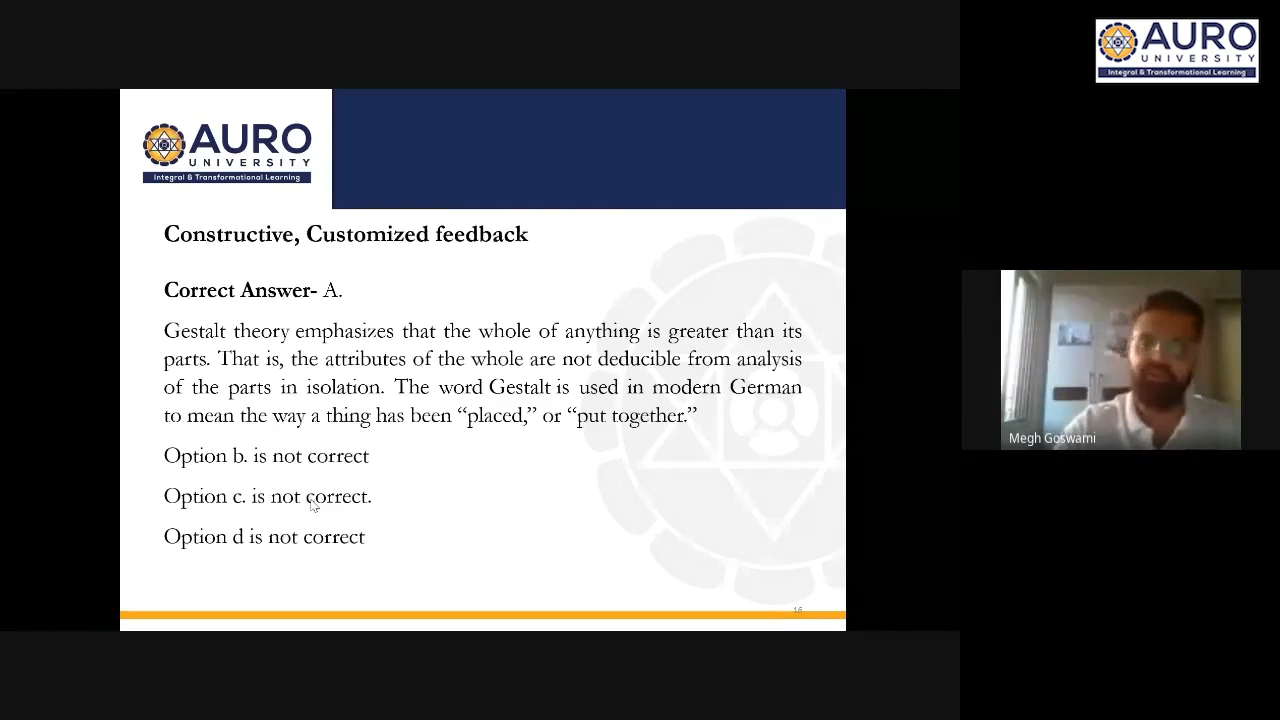 AURO
UNIVERSITY
Integral & Transformational Learning
AURO
UNIVERSITY
Integral & Transformational Learning
Constructive, Customized feedback
Correct Answer- A.
Gestalt theory emphasizes that the whole of anything is greater than its
parts. That is, the attributes of the whole are not deducible from analysis
of the parts in isolation. The word Gestalt is used in modern German
to mean the way a thing has been “placed,” or “put together.”
Option b. is not correct
Option c. is not correct.
Option d is not correct
16
Megh Goswami